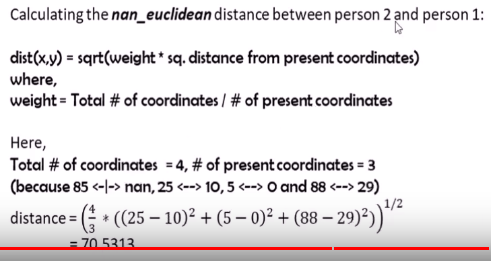 Calculating the nan_euclidean distance between person 2 and person 1:
dist(x,y) = sqrt(weight * sq. distance from present coordinates)
where,
weight = Total # of coordinates / # of present coordinates
Here,
Total # of coordinates = 4, # of present coordinates = 3
(because 85 <-|-> nan, 25 <--> 10, 5 <--> 0 and 88 <--> 29)
distance = (4/3 * ((25 − 10)² + (5 − 0)² + (88 − 29)²))^1/2
= 70.5313